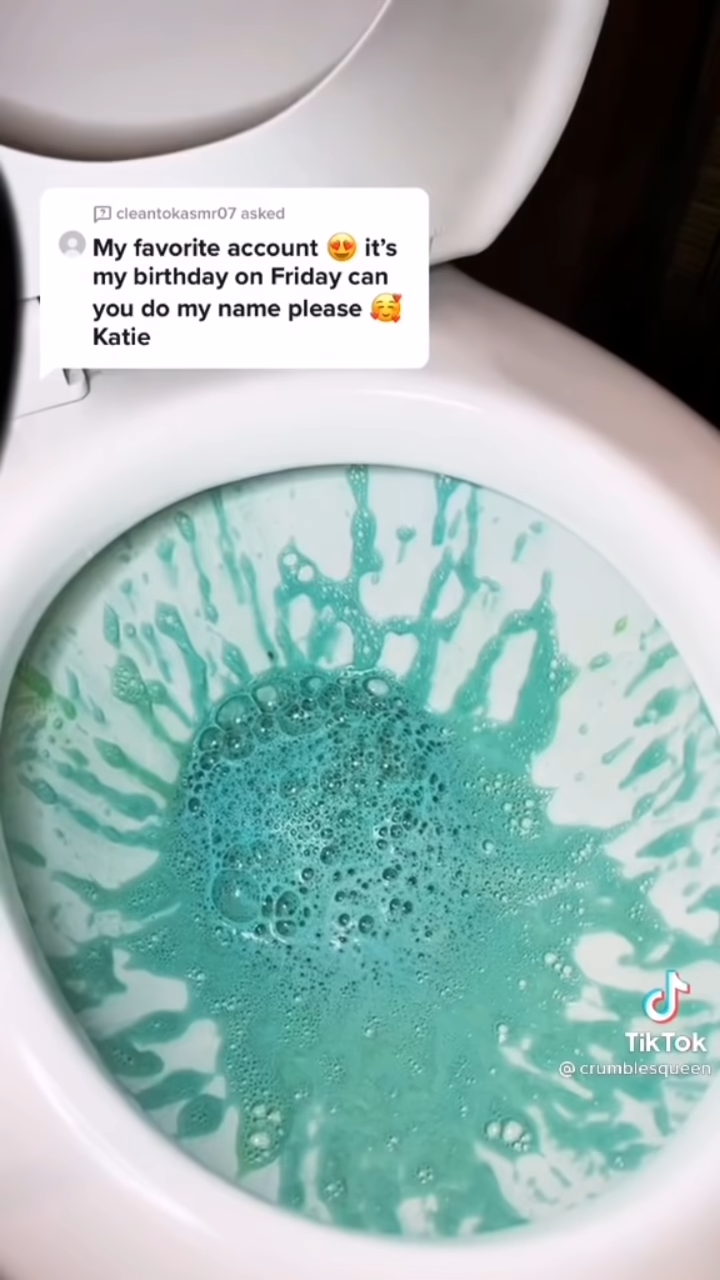 cleantokasmr07 asked
My favorite account 😍 it's
my birthday on Friday can
you do my name please 🥰
Katie
TikTok
@crumblesqueen